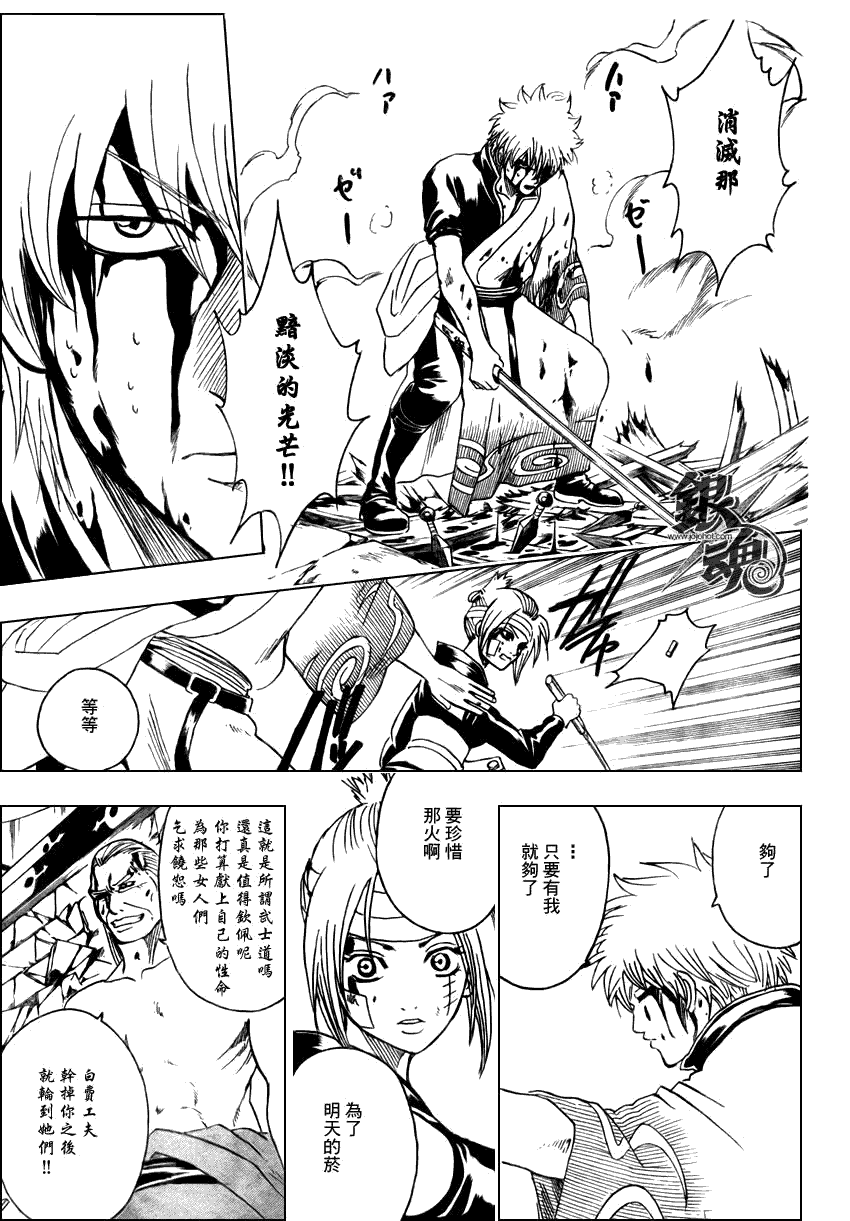 消滅那
ハァ
ハァ
ゼー
ゼー
黯淡的光芒!!
銀魂
www.jojohot.com
等等
夠了
…
只要有我
就夠了
要珍惜
那火啊
為了
明天的菸
這就是所謂武士道嗎
還真是值得欽佩呢
你打算獻上自己的性命
為那些女人們
乞求饒恕嗎
白費工夫
幹掉你之後
就輪到她們!!